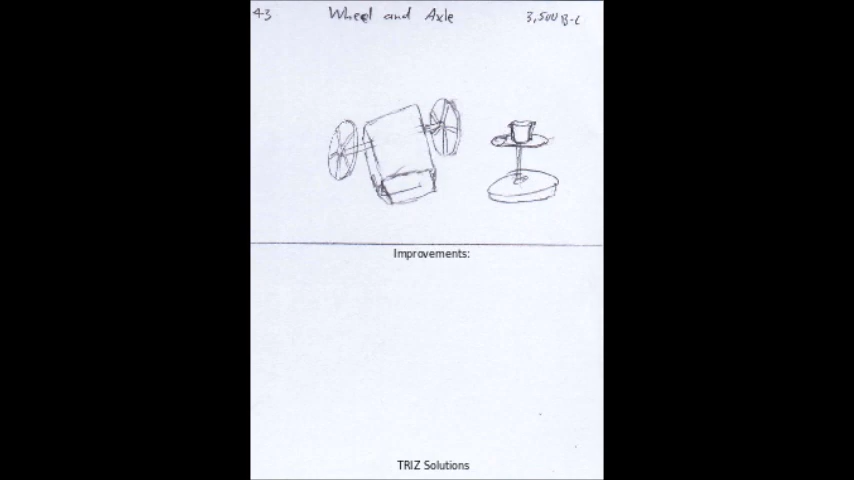 43 Wheel and Axle 3,500 B-C
Improvements:
TRIZ Solutions